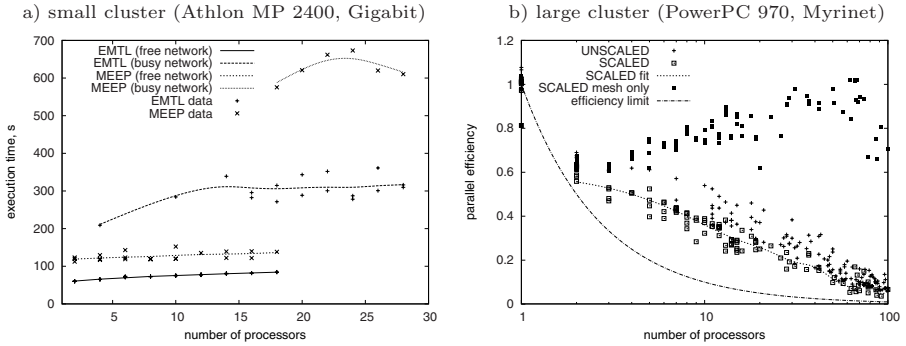 a) small cluster (Athlon MP 2400, Gigabit)
b) large cluster (PowerPC 970, Myrinet)
700
600
500
400
300
200
100
0
execution time, s
EMTL (free network)
EMTL (busy network)
MEEP (free network)
MEEP (busy network)
EMTL data
MEEP data
5
10
15
20
25
30
number of processors
1.2
1
0.8
0.6
0.4
0.2
0
parallel efficiency
UNSCALED
SCALED
SCALED fit
SCALED mesh only
efficiency limit
1
10
100
number of processors